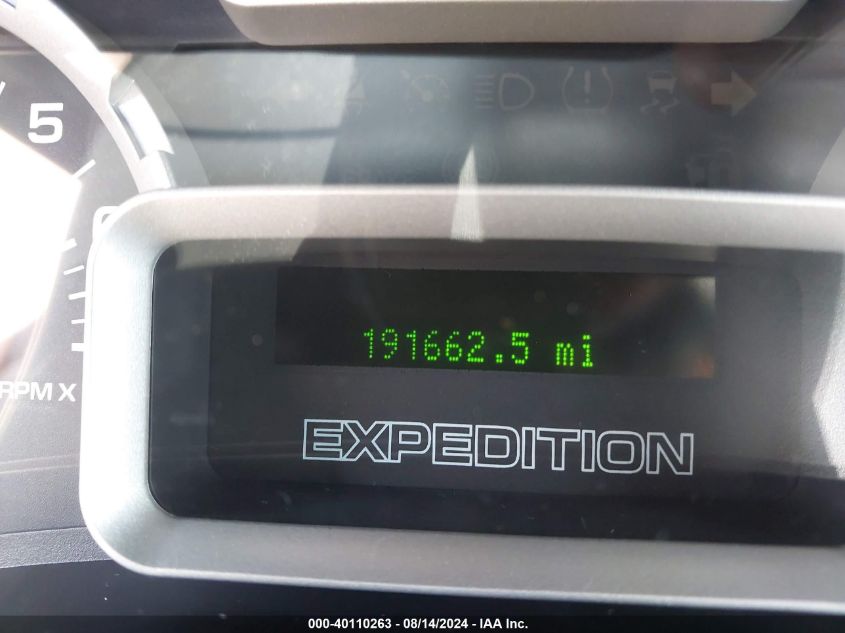 5
191662.5 mi
EXPEDITION
RPM X
000-40110263 - 08/14/2024 - IAA Inc.